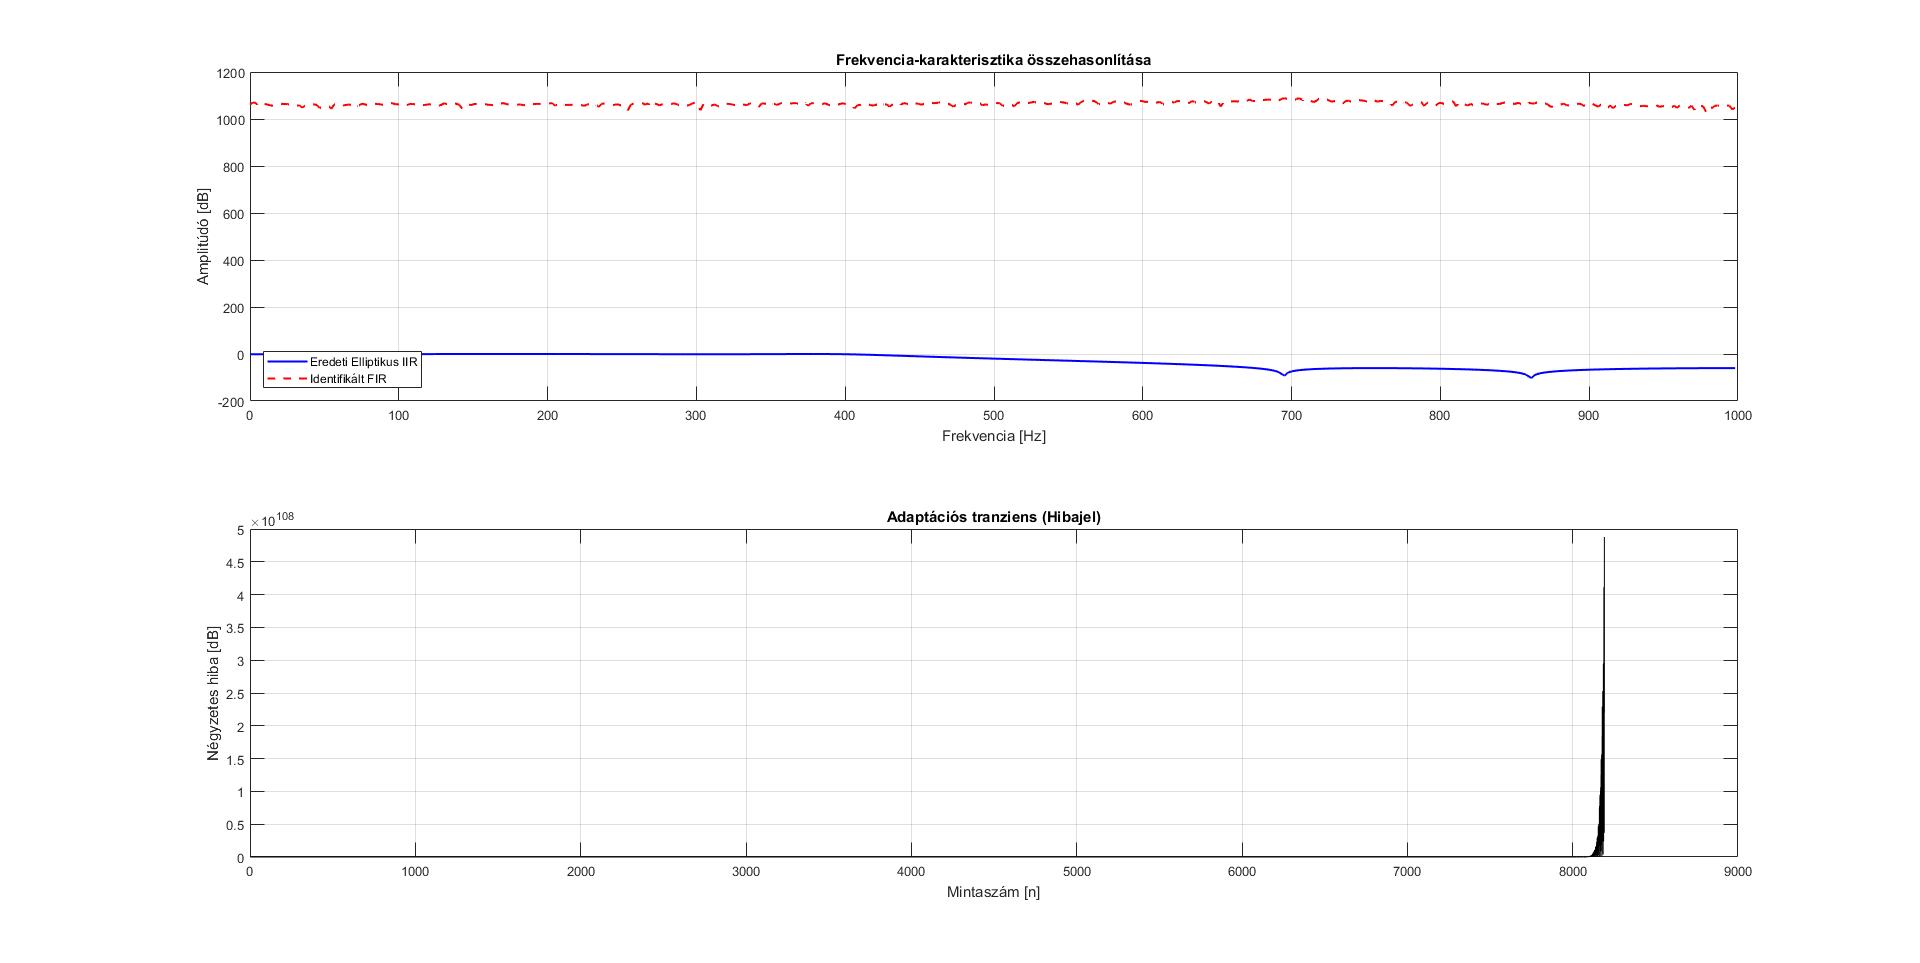 Frekvencia-karakterisztika összehasonlítása
1200
1000
800
600
400
200
0
-200
Amplitúdó [dB]
Eredeti Elliptikus IIR
Identifikált FIR
0 100 200 300 400 500 600 700 800 900 1000
Frekvencia [Hz]
Adaptációs tranziens (Hibajel)
×10^108
5
4.5
4
3.5
3
2.5
2
1.5
1
0.5
0
Négyzetes hiba [dB]
0 1000 2000 3000 4000 5000 6000 7000 8000 9000
Mintaszám [n]